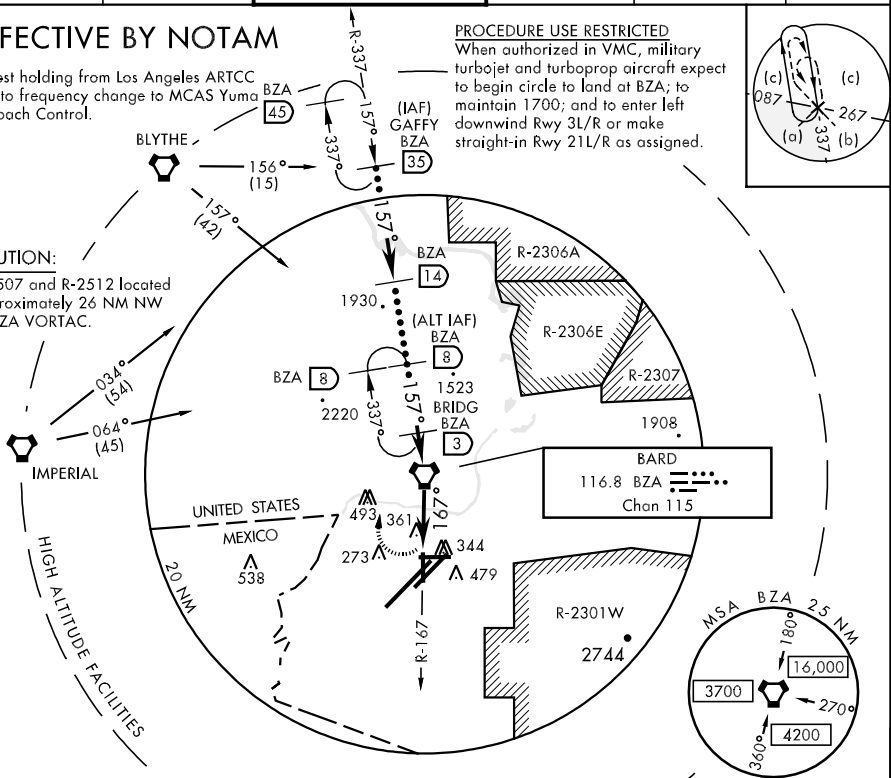 FECTIVE BY NOTAM
est holding from Los Angeles ARTCC
to frequency change to MCAS Yuma
oach Control.
PROCEDURE USE RESTRICTED
When authorized in VMC, military
turbojet and turboprop aircraft expect
to begin circle to land at BZA; to
maintain 1700; and to enter left
downwind Rwy 3L/R or make
straight-in Rwy 21L/R as assigned.
(c)
(c)
087
267
(a)
(b)
337
R-337
BZA
45
157°
337°
(IAF)
GAFFY
BZA
35
BLYTHE
156°
(15)
157°
(42)
157°
UTION:
507 and R-2512 located
roximately 26 NM NW
ZA VORTAC.
BZA
14
1930
R-2306A
R-2306E
R-2307
(ALT IAF)
BZA
8
1523
BZA
8
2220
337°
157°
BRIDG
BZA
3
1908
034°
(54)
064°
(45)
IMPERIAL
BARD
116.8 BZA
Chan 115
UNITED STATES
MEXICO
493
361
273
344
479
538
167°
R-167
20 NM
R-2301W
2744
HIGH ALTITUDE FACILITIES
MSA BZA 25 NM
180°
16,000
3700
270°
4200
360°